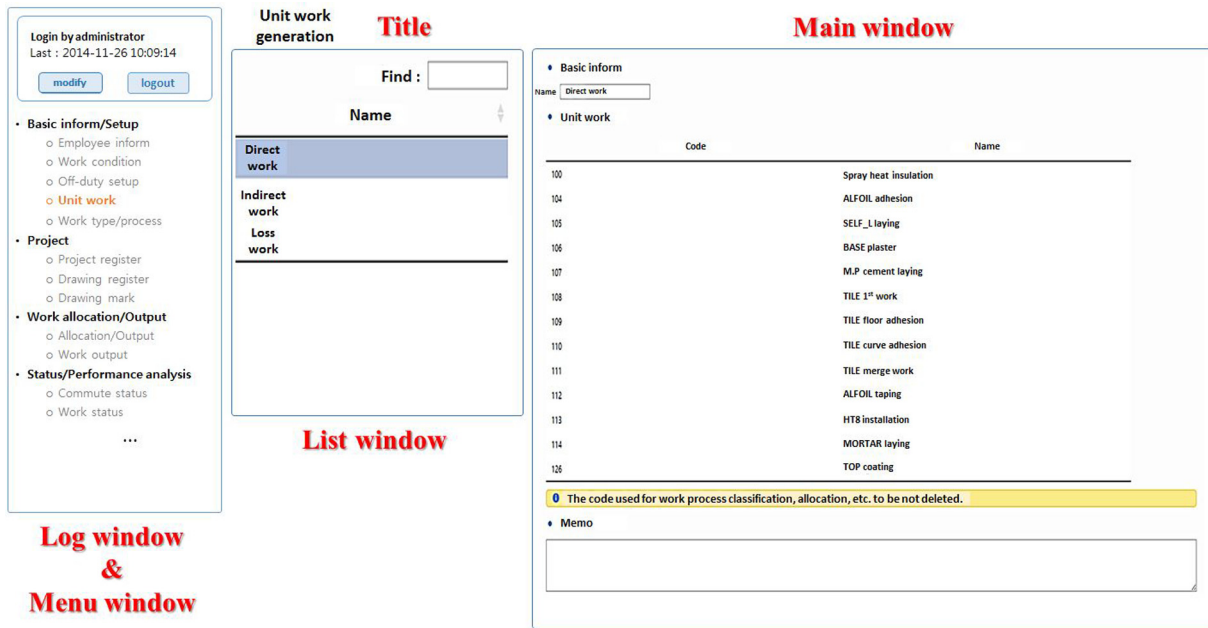 Login by administrator
Last : 2014-11-26 10:09:14
modify
logout
• Basic inform/Setup
o Employee inform
o Work condition
o Off-duty setup
o Unit work
o Work type/process
• Project
o Project register
o Drawing register
o Drawing mark
• Work allocation/Output
o Allocation/Output
o Work output
• Status/Performance analysis
o Commute status
o Work status
...
Log window
&
Menu window
Unit work
generation
Title
Find :
Name
Direct
work
Indirect
work
Loss
work
List window
Main window
Basic inform
Name Direct work
Unit work
Code Name
100 Spray heat insulation
104 ALFOIL adhesion
105 SELF_L laying
106 BASE plaster
107 M.P cement laying
108 TILE 1st work
109 TILE floor adhesion
110 TILE curve adhesion
111 TILE merge work
112 ALFOIL taping
113 HT8 installation
114 MORTAR laying
126 TOP coating
The code used for work process classification, allocation, etc. to be not deleted.
Memo